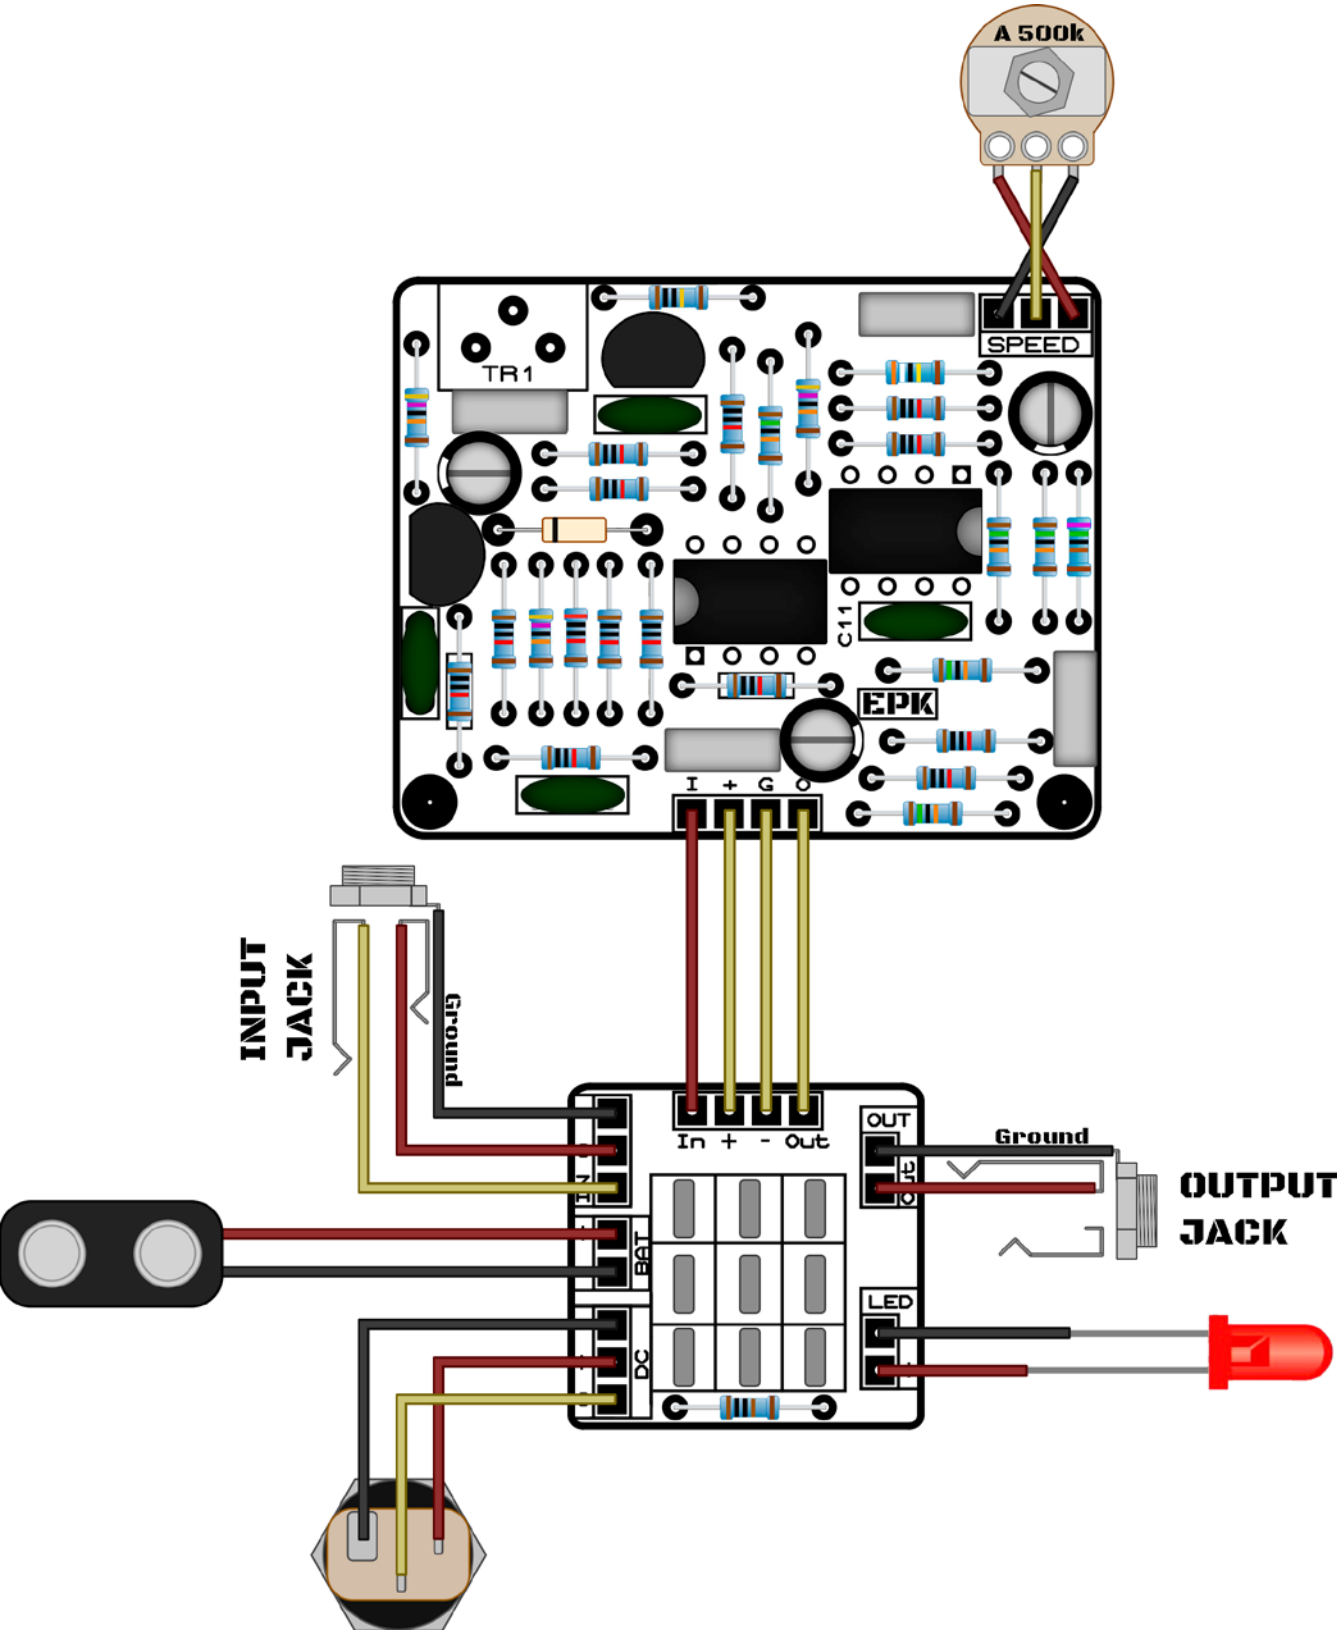 A 500k
SPEED
TR1
C11
EPK
I + G O
INPUT
JACK
Ground
In + - Out
OUT
Out
Ground
OUTPUT
JACK
IN
BAT
LED
DC